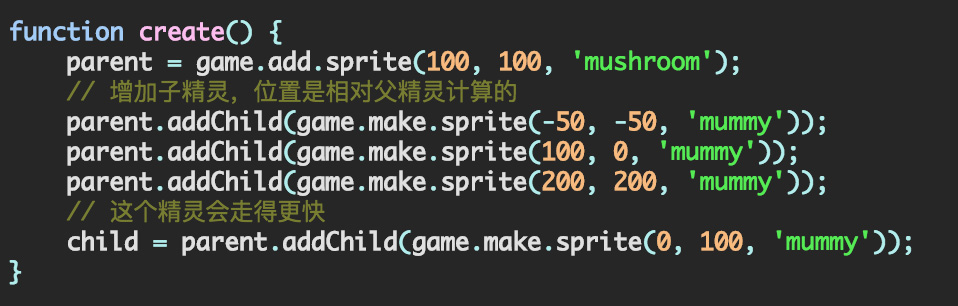 function create() {
    parent = game.add.sprite(100, 100, 'mushroom');
    // 增加子精灵，位置是相对父精灵计算的
    parent.addChild(game.make.sprite(-50, -50, 'mummy'));
    parent.addChild(game.make.sprite(100, 0, 'mummy'));
    parent.addChild(game.make.sprite(200, 200, 'mummy'));
    // 这个精灵会走得更快
    child = parent.addChild(game.make.sprite(0, 100, 'mummy'));
}